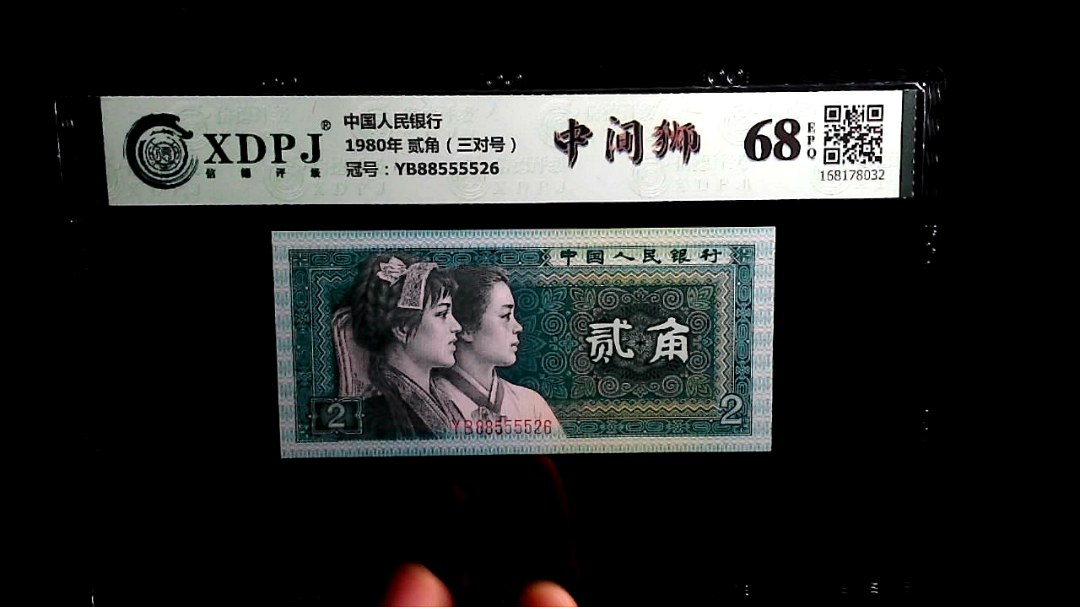 XDPJ®
信德评级
中国人民银行
1980年 贰角（三对号）
冠号：YB88555526
中间狮
68
EPQ
168178032
中国人民银行
贰角
2
2
YB88555526